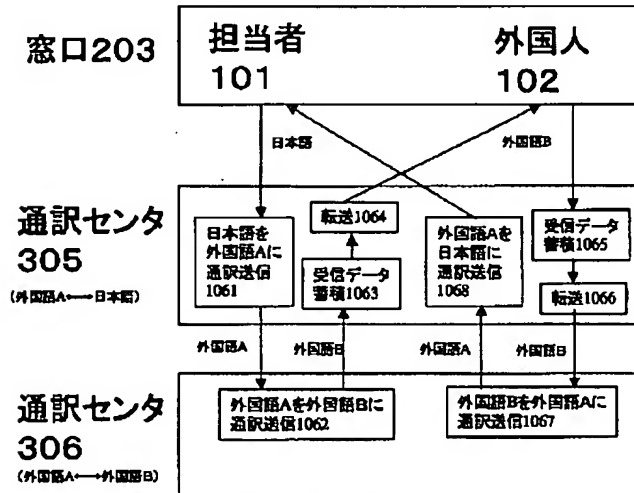 窓口203
担当者
101
外国人
102
日本語
外国語B
通訳センタ
305
(外国語A←→日本語)
日本語を
外国語Aに
通訳送信
1061
転送1064
受信データ
蓄積1063
外国語Aを
日本語に
通訳送信
1068
受信データ
蓄積1065
転送1066
外国語A
外国語B
外国語A
外国語B
通訳センタ
306
(外国語A←→外国語B)
外国語Aを外国語Bに
通訳送信1062
外国語Bを外国語Aに
通訳送信1067